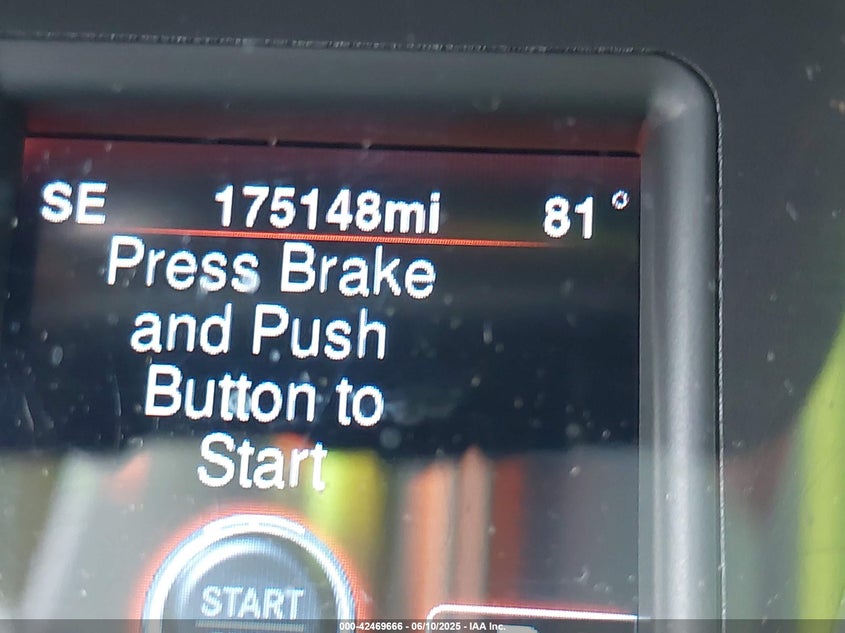 SE 175148mi 81°
Press Brake
and Push
Button to
Start
START
000-42469666 - 06/10/2025 - IAA Inc.